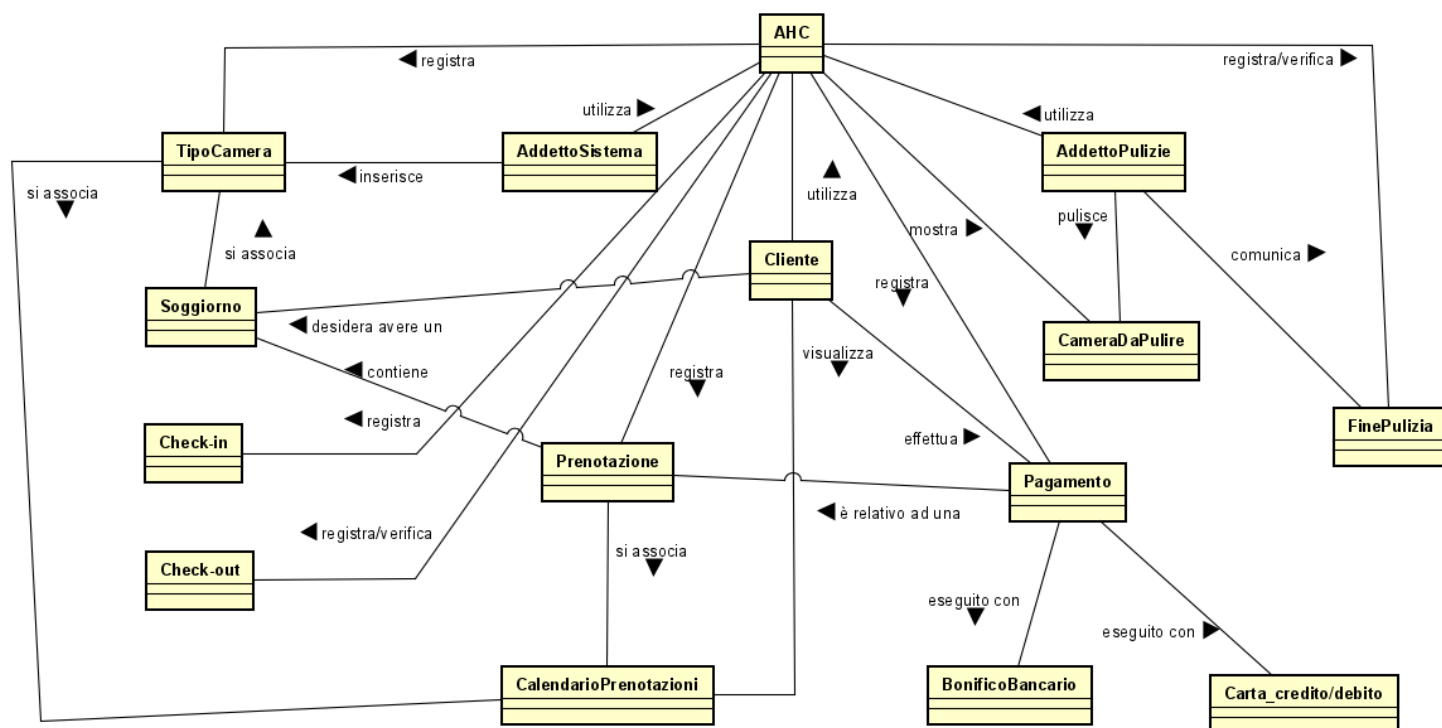 AHC
registra
registra/verifica
utilizza
utilizza
TipoCamera
AddettoSistema
AddettoPulizie
inserisce
si associa
utilizza
pulisce
mostra
si associa
comunica
Cliente
registra
Soggiorno
desidera avere un
CameraDaPulire
visualizza
contiene
registra
registra
effettua
FinePulizia
Check-in
Prenotazione
Pagamento
è relativo ad una
registra/verifica
si associa
Check-out
eseguito con
eseguito con
CalendarioPrenotazioni
BonificoBancario
Carta_credito/debito